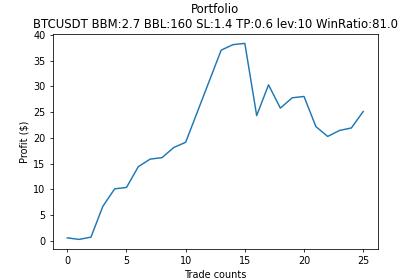 Portfolio
BTCUSDT BBM:2.7 BBL:160 SL:1.4 TP:0.6 lev:10 WinRatio:81.0
Profit ($)
40
35
30
25
20
15
10
5
0
0 5 10 15 20 25
Trade counts